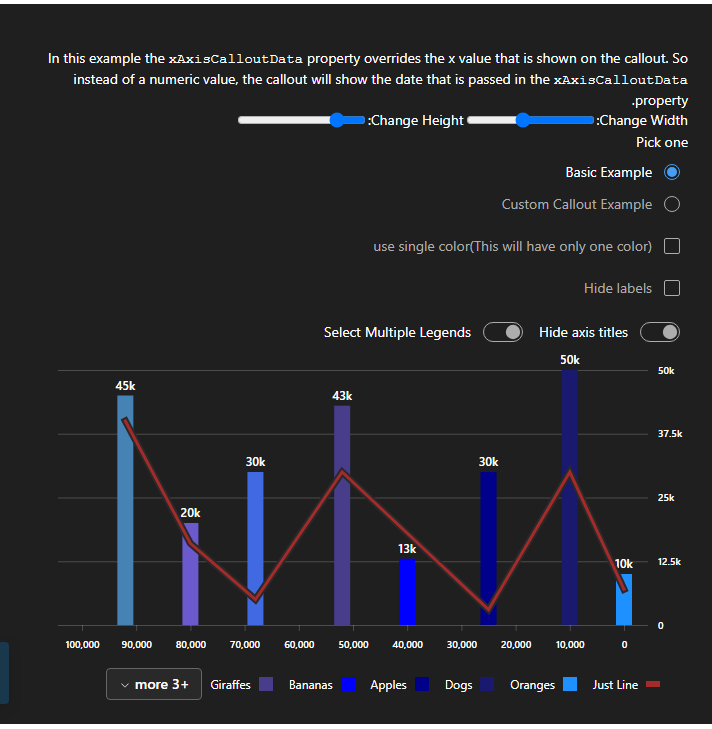 In this example the xAxisCalloutData property overrides the x value that is shown on the callout. So
instead of a numeric value, the callout will show the date that is passed in the xAxisCalloutData
.property
:Change Width
:Change Height
Pick one
Basic Example
Custom Callout Example
use single color(This will have only one color)
Hide labels
Hide axis titles
Select Multiple Legends
50k
45k
43k
30k
30k
20k
13k
10k
50k
37.5k
25k
12.5k
0
100,000 90,000 80,000 70,000 60,000 50,000 40,000 30,000 20,000 10,000 0
Just Line
Oranges
Dogs
Apples
Bananas
Giraffes
more 3+